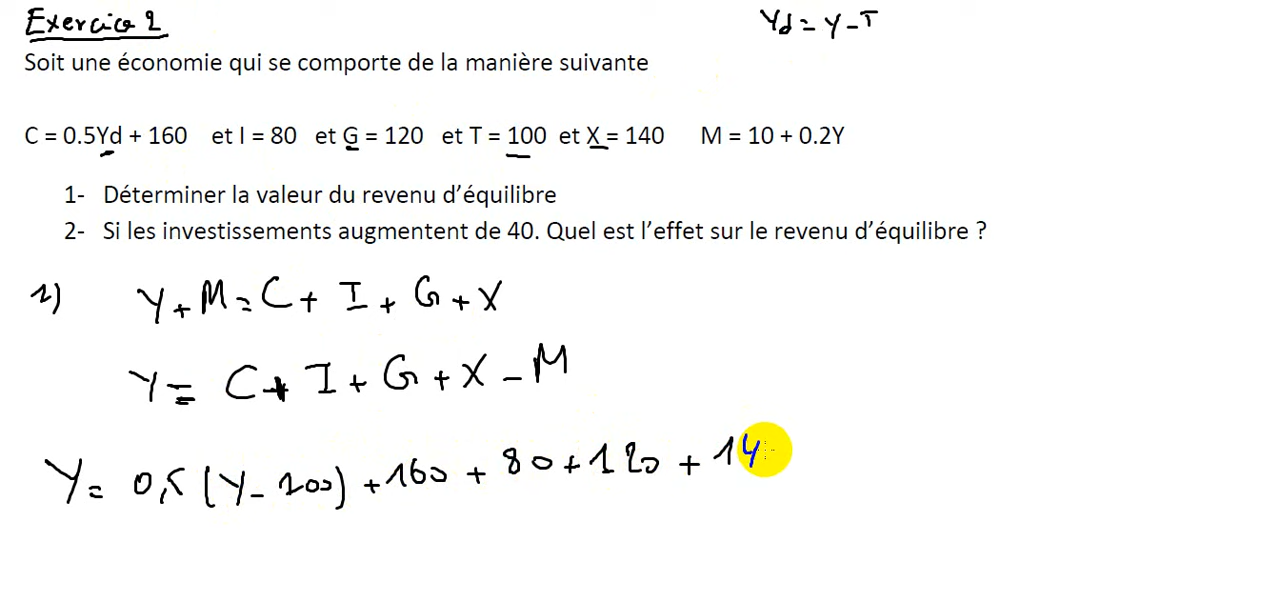 Exercice 2
Yd = Y - T
Soit une économie qui se comporte de la manière suivante
C = 0.5Yd + 160 et I = 80 et G = 120 et T = 100 et X = 140 M = 10 + 0.2Y
1- Déterminer la valeur du revenu d’équilibre
2- Si les investissements augmentent de 40. Quel est l’effet sur le revenu d’équilibre ?
1) Y + M = C + I + G + X
Y = C + I + G + X - M
Y = 0,5 (Y - 100) + 160 + 80 + 120 + 14